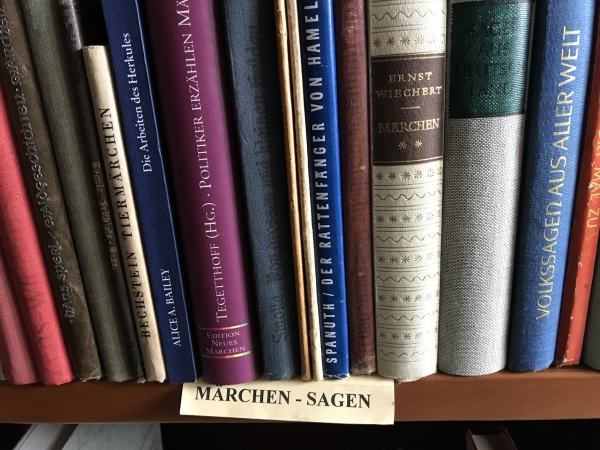 BECHSTEIN TIERMÄRCHEN
ALICE A. BAILEY
Die Arbeiten des Herkules
TEGETTHOFF (HG.) · POLITIKER ERZÄHLEN MÄ
EDITION
NEUES
MÄRCHEN
SPANUTH / DER RATTENFÄNGER VON HAMEL
ERNST
WIECHERT
MÄRCHEN
**
VOLKSSAGEN AUS ALLER WELT
MÄRCHEN - SAGEN